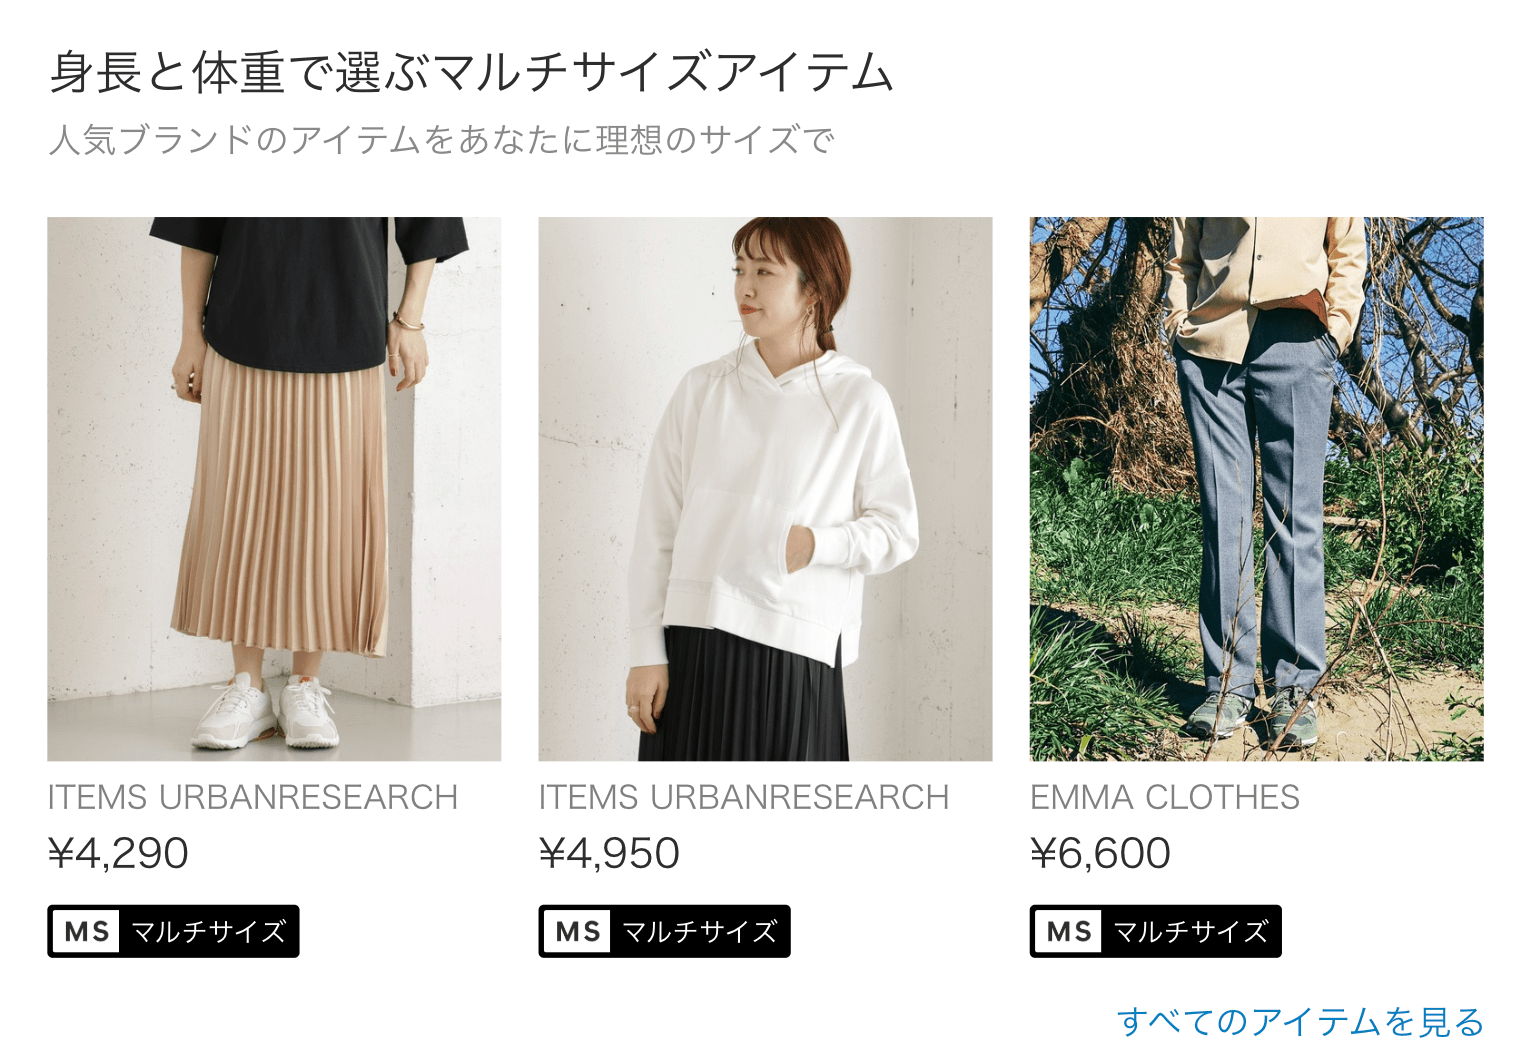 身長と体重で選ぶマルチサイズアイテム
人気ブランドのアイテムをあなたに理想のサイズで
ITEMS URBANRESEARCH
¥4,290
MS マルチサイズ
ITEMS URBANRESEARCH
¥4,950
MS マルチサイズ
EMMA CLOTHES
¥6,600
MS マルチサイズ
すべてのアイテムを見る